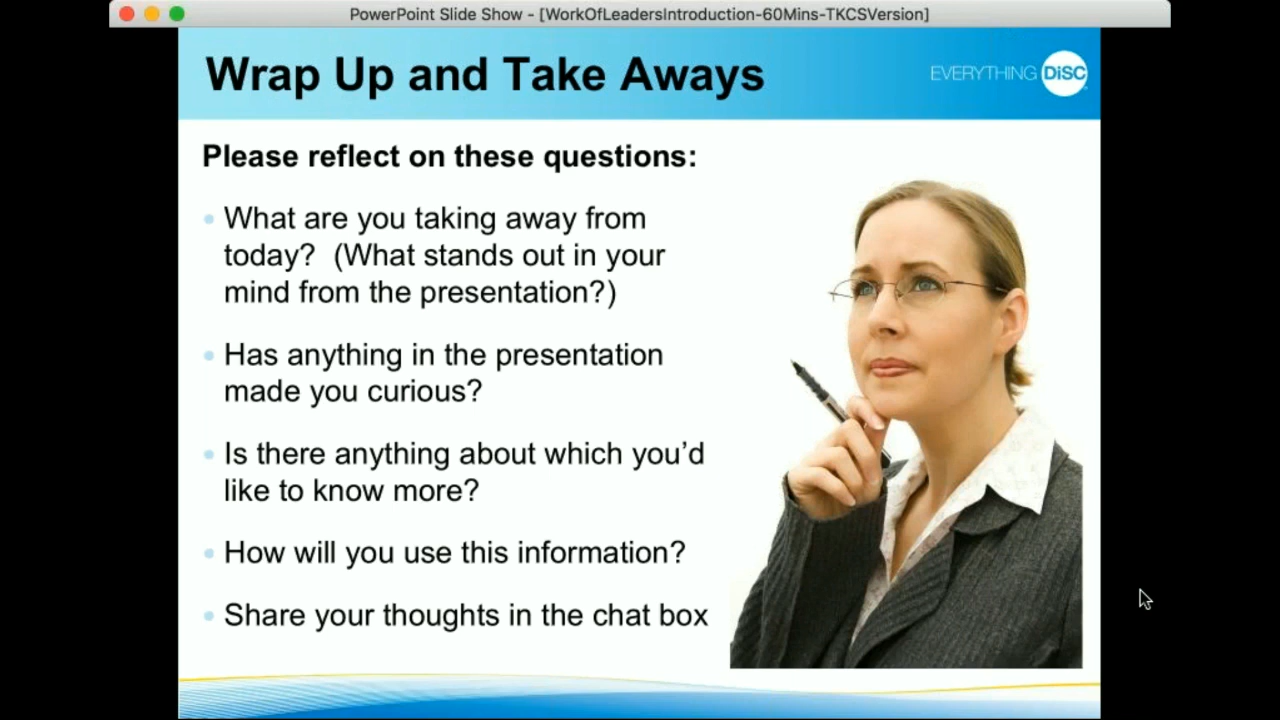 PowerPoint Slide Show - [WorkOfLeadersIntroduction-60Mins-TKCSVersion]
Wrap Up and Take Aways
EVERYTHING DiSC
Please reflect on these questions:
• What are you taking away from
today?  (What stands out in your
mind from the presentation?)
• Has anything in the presentation
made you curious?
• Is there anything about which you’d
like to know more?
• How will you use this information?
• Share your thoughts in the chat box